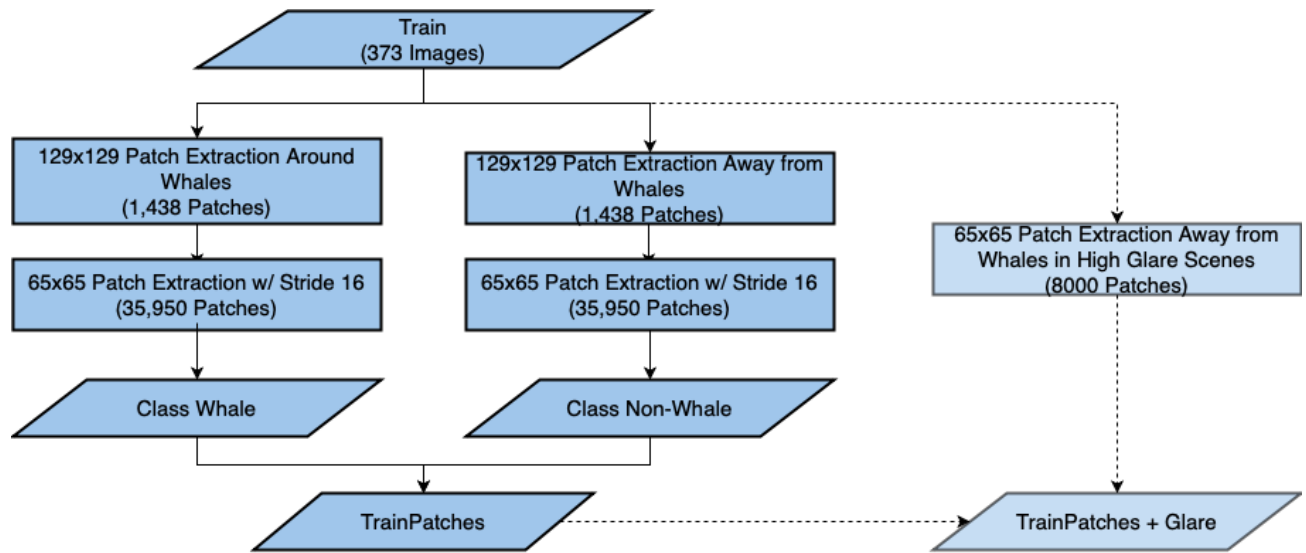 Train
(373 Images)
129x129 Patch Extraction Around
Whales
(1,438 Patches)
129x129 Patch Extraction Away from
Whales
(1,438 Patches)
65x65 Patch Extraction Away from
Whales in High Glare Scenes
(8000 Patches)
65x65 Patch Extraction w/ Stride 16
(35,950 Patches)
65x65 Patch Extraction w/ Stride 16
(35,950 Patches)
Class Whale
Class Non-Whale
TrainPatches
TrainPatches + Glare